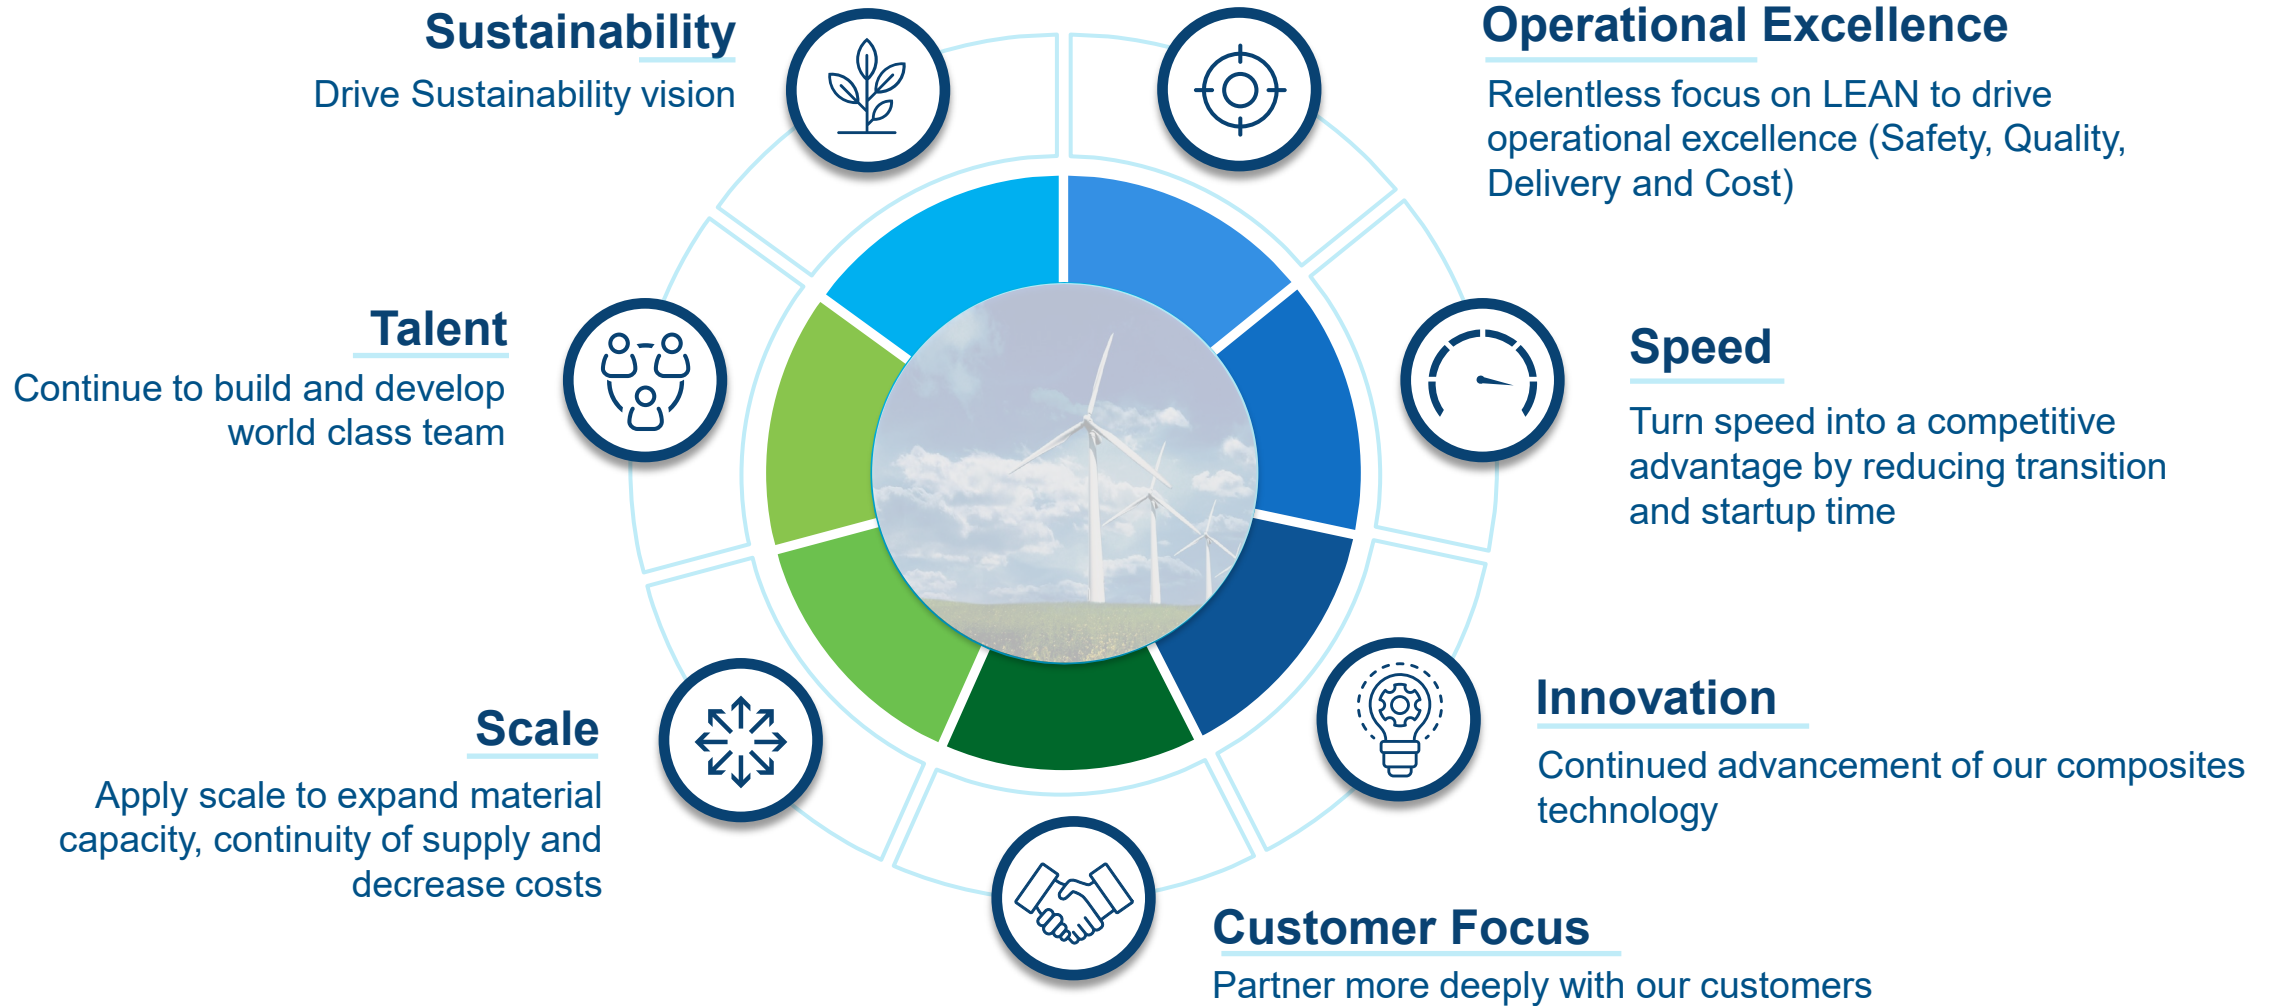 Sustainability
Drive Sustainability vision
Operational Excellence
Relentless focus on LEAN to drive
operational excellence (Safety, Quality,
Delivery and Cost)
Talent
Continue to build and develop
world class team
Speed
Turn speed into a competitive
advantage by reducing transition
and startup time
Scale
Apply scale to expand material
capacity, continuity of supply and
decrease costs
Innovation
Continued advancement of our composites
technology
Customer Focus
Partner more deeply with our customers